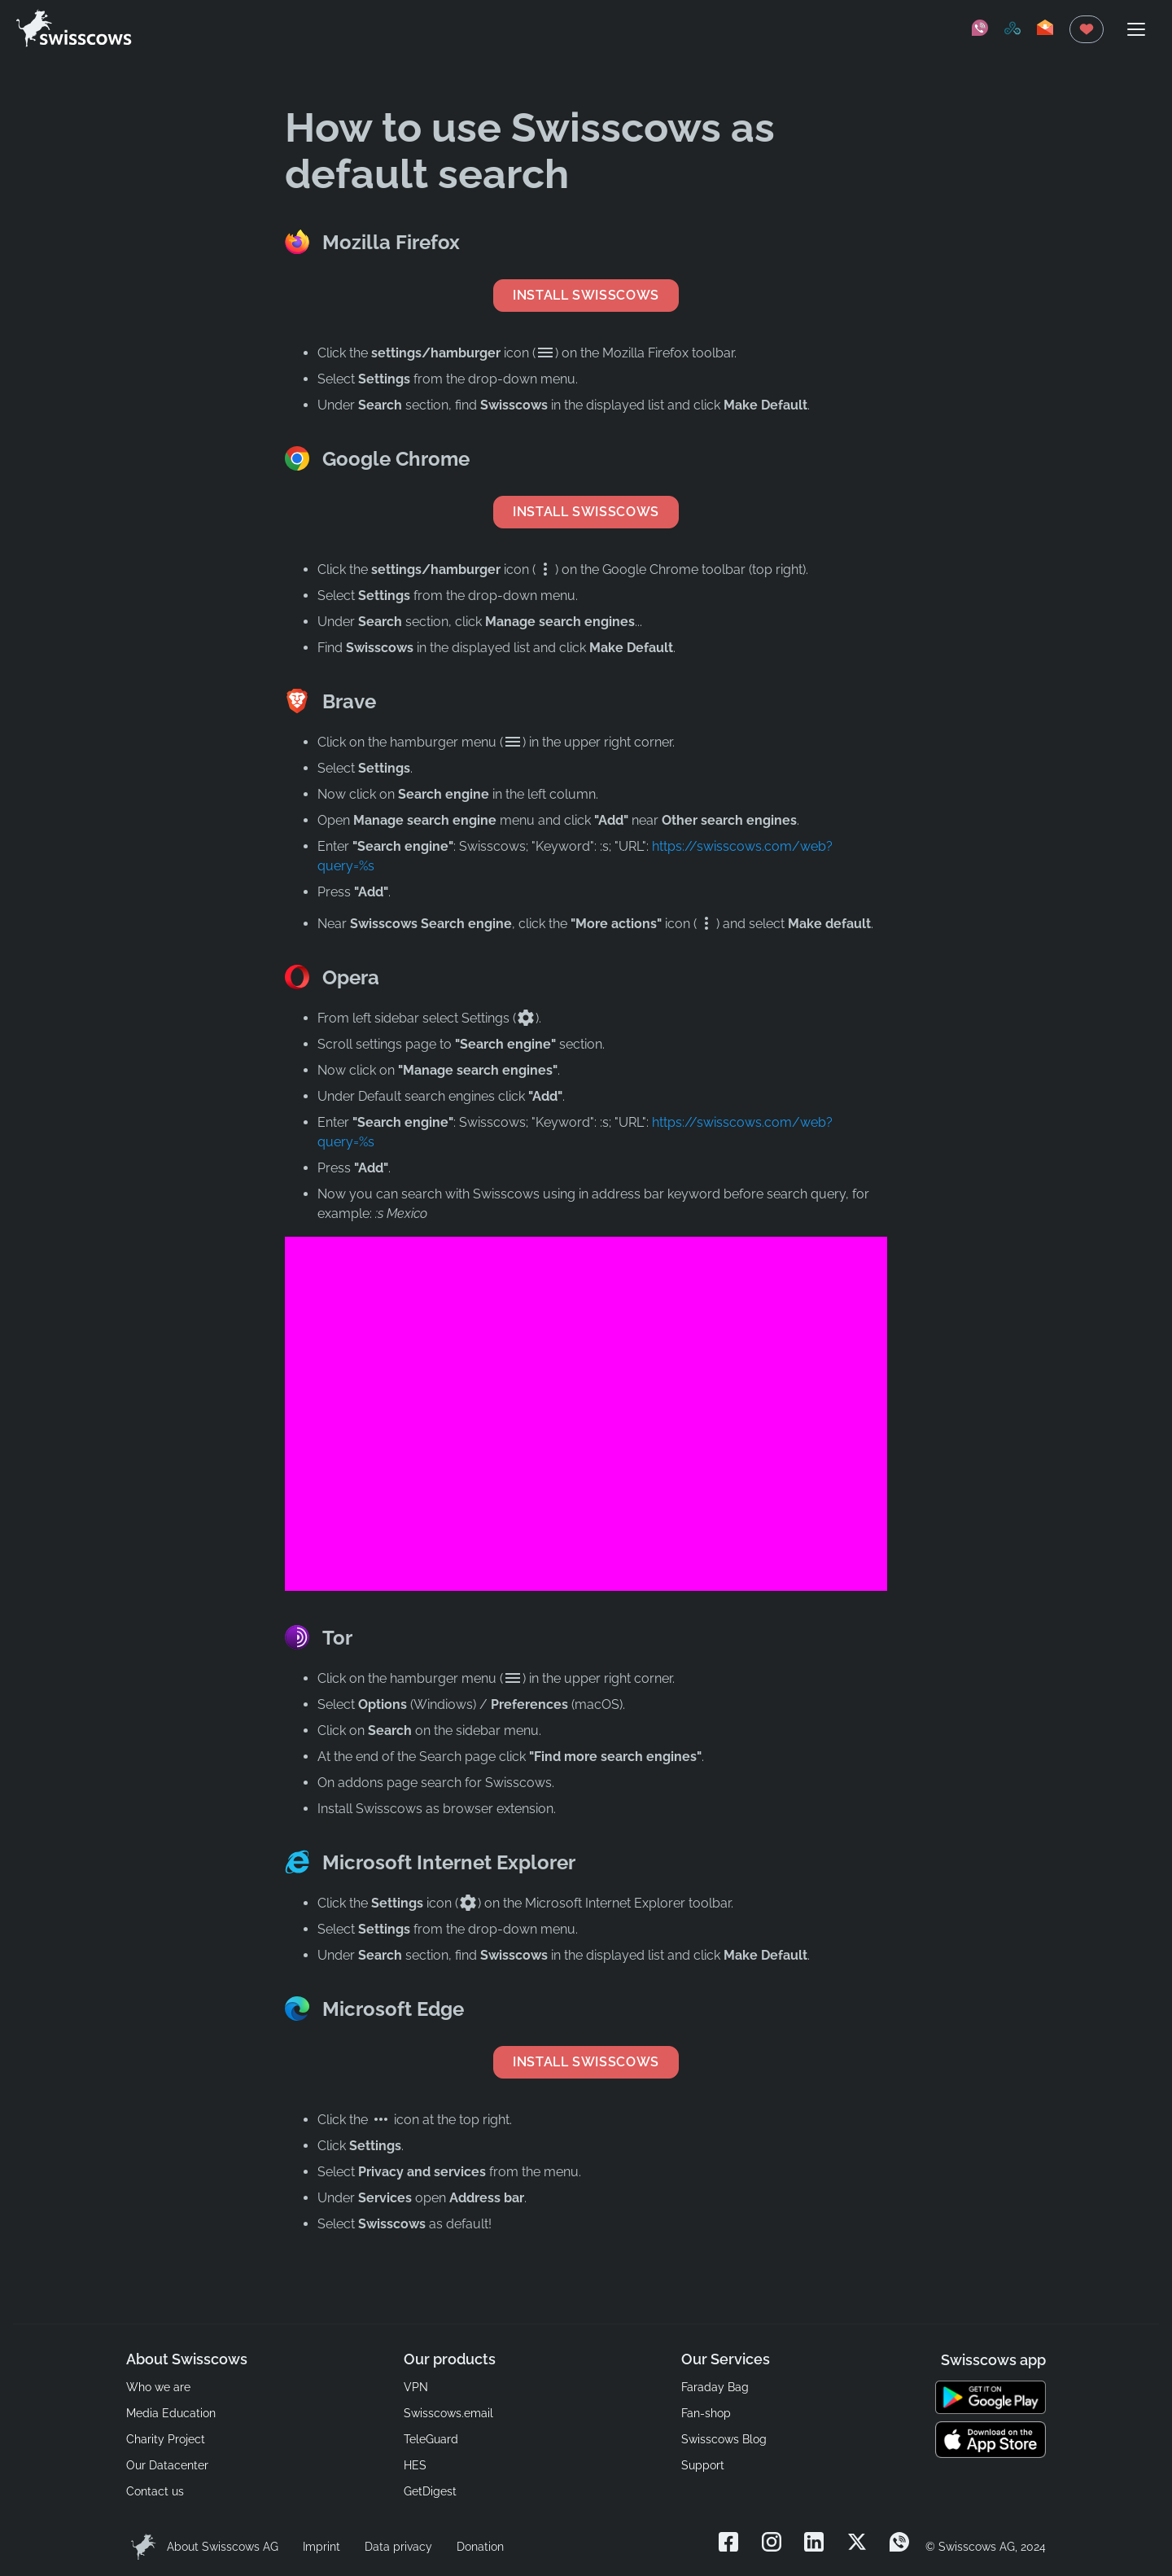 swisscows
How to use Swisscows as
default search
Mozilla Firefox
INSTALL SWISSCOWS
Click the settings/hamburger icon ( ) on the Mozilla Firefox toolbar.
Select Settings from the drop-down menu.
Under Search section, find Swisscows in the displayed list and click Make Default.
Google Chrome
INSTALL SWISSCOWS
Click the settings/hamburger icon ( ) on the Google Chrome toolbar (top right).
Select Settings from the drop-down menu.
Under Search section, click Manage search engines...
Find Swisscows in the displayed list and click Make Default.
Brave
Click on the hamburger menu ( ) in the upper right corner.
Select Settings.
Now click on Search engine in the left column.
Open Manage search engine menu and click "Add" near Other search engines.
Enter "Search engine": Swisscows; "Keyword": :s; "URL": https://swisscows.com/web?
query=%s
Press "Add".
Near Swisscows Search engine, click the "More actions" icon ( ) and select Make default.
Opera
From left sidebar select Settings ( ).
Scroll settings page to "Search engine" section.
Now click on "Manage search engines".
Under Default search engines click "Add".
Enter "Search engine": Swisscows; "Keyword": :s; "URL": https://swisscows.com/web?
query=%s
Press "Add".
Now you can search with Swisscows using in address bar keyword before search query, for
example: :s Mexico
Tor
Click on the hamburger menu ( ) in the upper right corner.
Select Options (Windiows) / Preferences (macOS).
Click on Search on the sidebar menu.
At the end of the Search page click "Find more search engines".
On addons page search for Swisscows.
Install Swisscows as browser extension.
Microsoft Internet Explorer
Click the Settings icon ( ) on the Microsoft Internet Explorer toolbar.
Select Settings from the drop-down menu.
Under Search section, find Swisscows in the displayed list and click Make Default.
Microsoft Edge
INSTALL SWISSCOWS
Click the ••• icon at the top right.
Click Settings.
Select Privacy and services from the menu.
Under Services open Address bar.
Select Swisscows as default!
About Swisscows
Who we are
Media Education
Charity Project
Our Datacenter
Contact us
Our products
VPN
Swisscows.email
TeleGuard
HES
GetDigest
Our Services
Faraday Bag
Fan-shop
Swisscows Blog
Support
Swisscows app
GET IT ON
Google Play
Download on the
App Store
About Swisscows AG
Imprint
Data privacy
Donation
© Swisscows AG, 2024